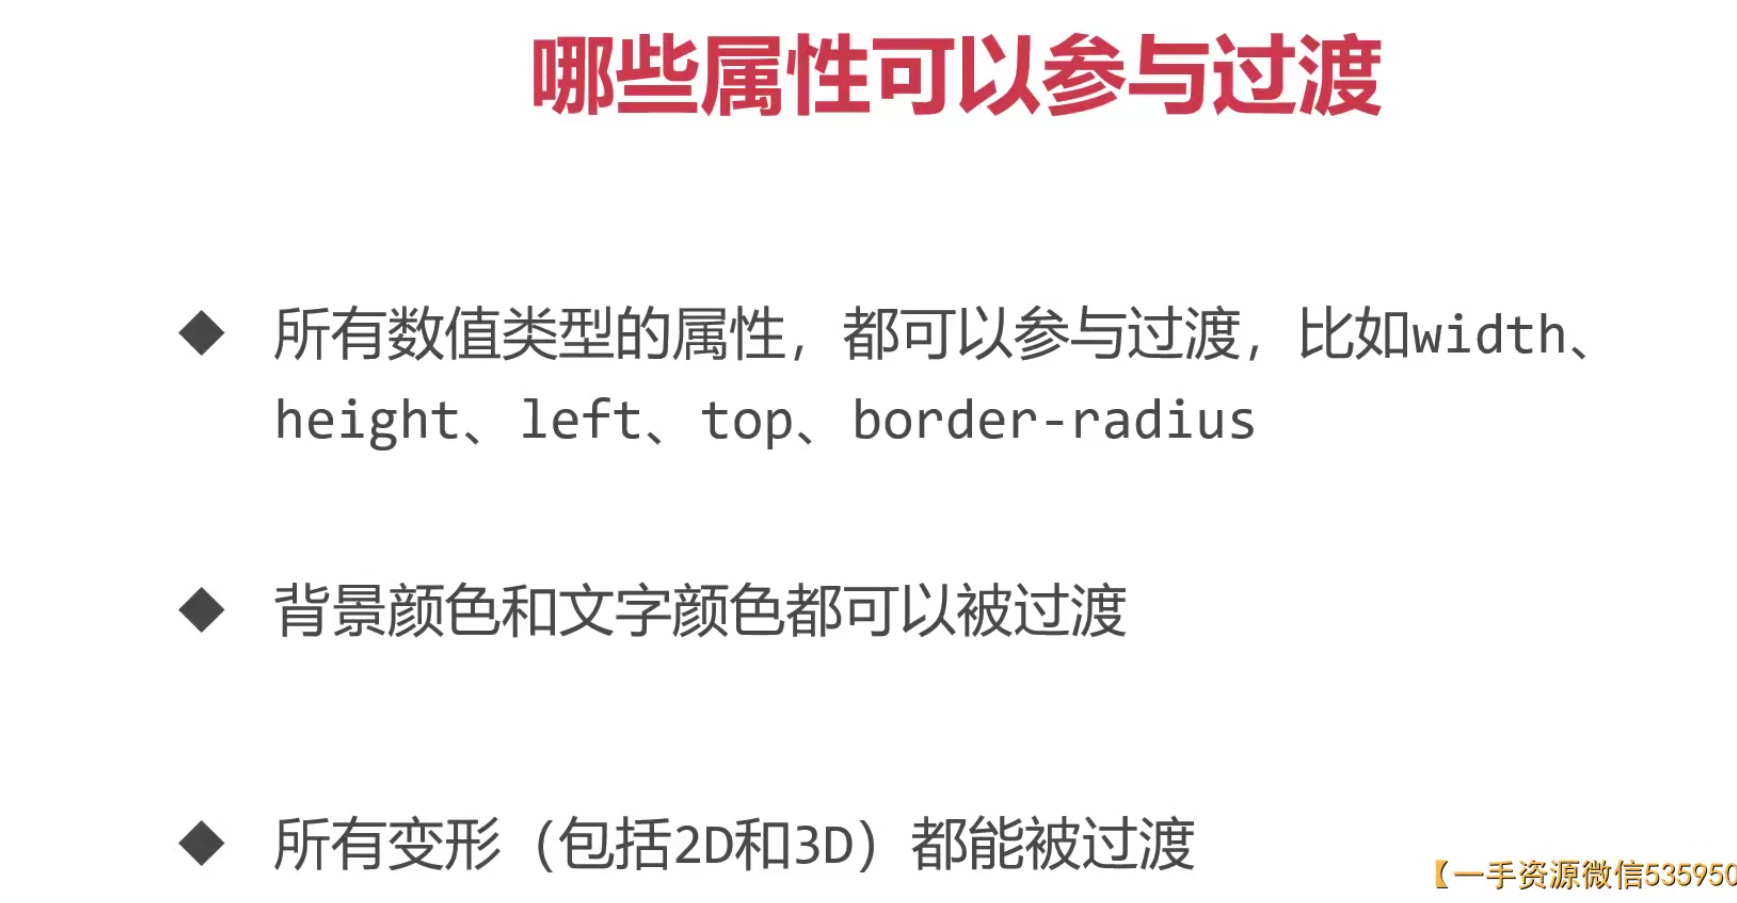 哪些属性可以参与过渡
◆ 所有数值类型的属性，都可以参与过渡，比如width、
height、left、top、border-radius
◆ 背景颜色和文字颜色都可以被过渡
◆ 所有变形（包括2D和3D）都能被过渡
【一手资源微信535950